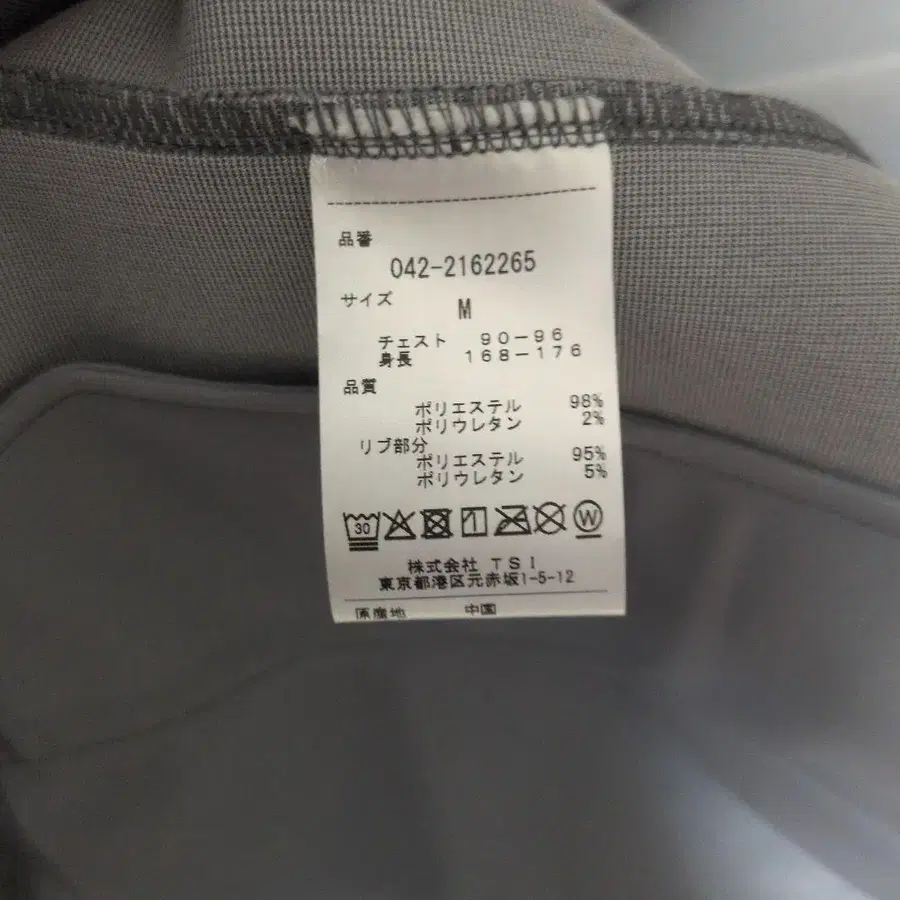 品番
042-2162265
サイズ
M
チェスト 90-96
身長 168-176
品質
ポリエステル 98%
ポリウレタン 2%
リブ部分
ポリエステル 95%
ポリウレタン 5%
30 W
株式会社 TSI
東京都港区元赤坂1-5-12
原産地 中国